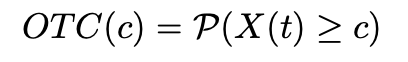 OTC(c) = 𝒫(X(t) ≥ c)